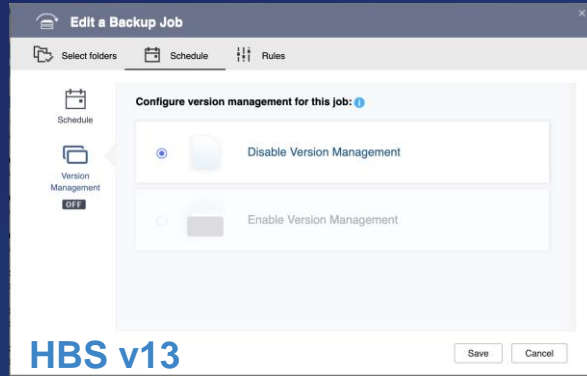 Edit a Backup Job
Select folders
Schedule
Rules
Schedule
Version
Management
OFF
Configure version management for this job:
Disable Version Management
Enable Version Management
HBS v13
Save
Cancel